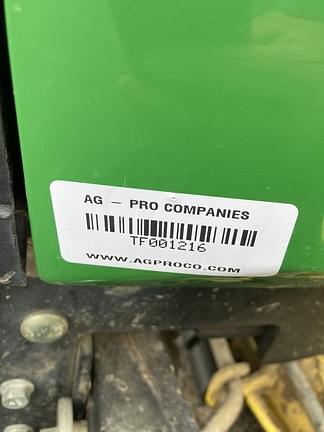 AG – PRO COMPANIES
TF001216
WWW.AGPROCO.COM